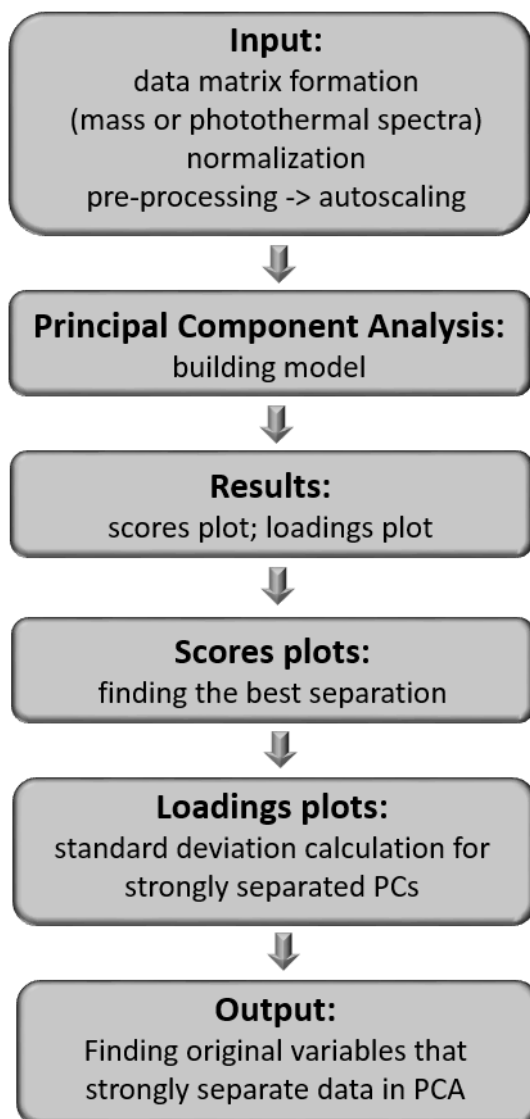 Input:
data matrix formation
(mass or photothermal spectra)
normalization
pre-processing -> autoscaling
Principal Component Analysis:
building model
Results:
scores plot; loadings plot
Scores plots:
finding the best separation
Loadings plots:
standard deviation calculation for
strongly separated PCs
Output:
Finding original variables that
strongly separate data in PCA